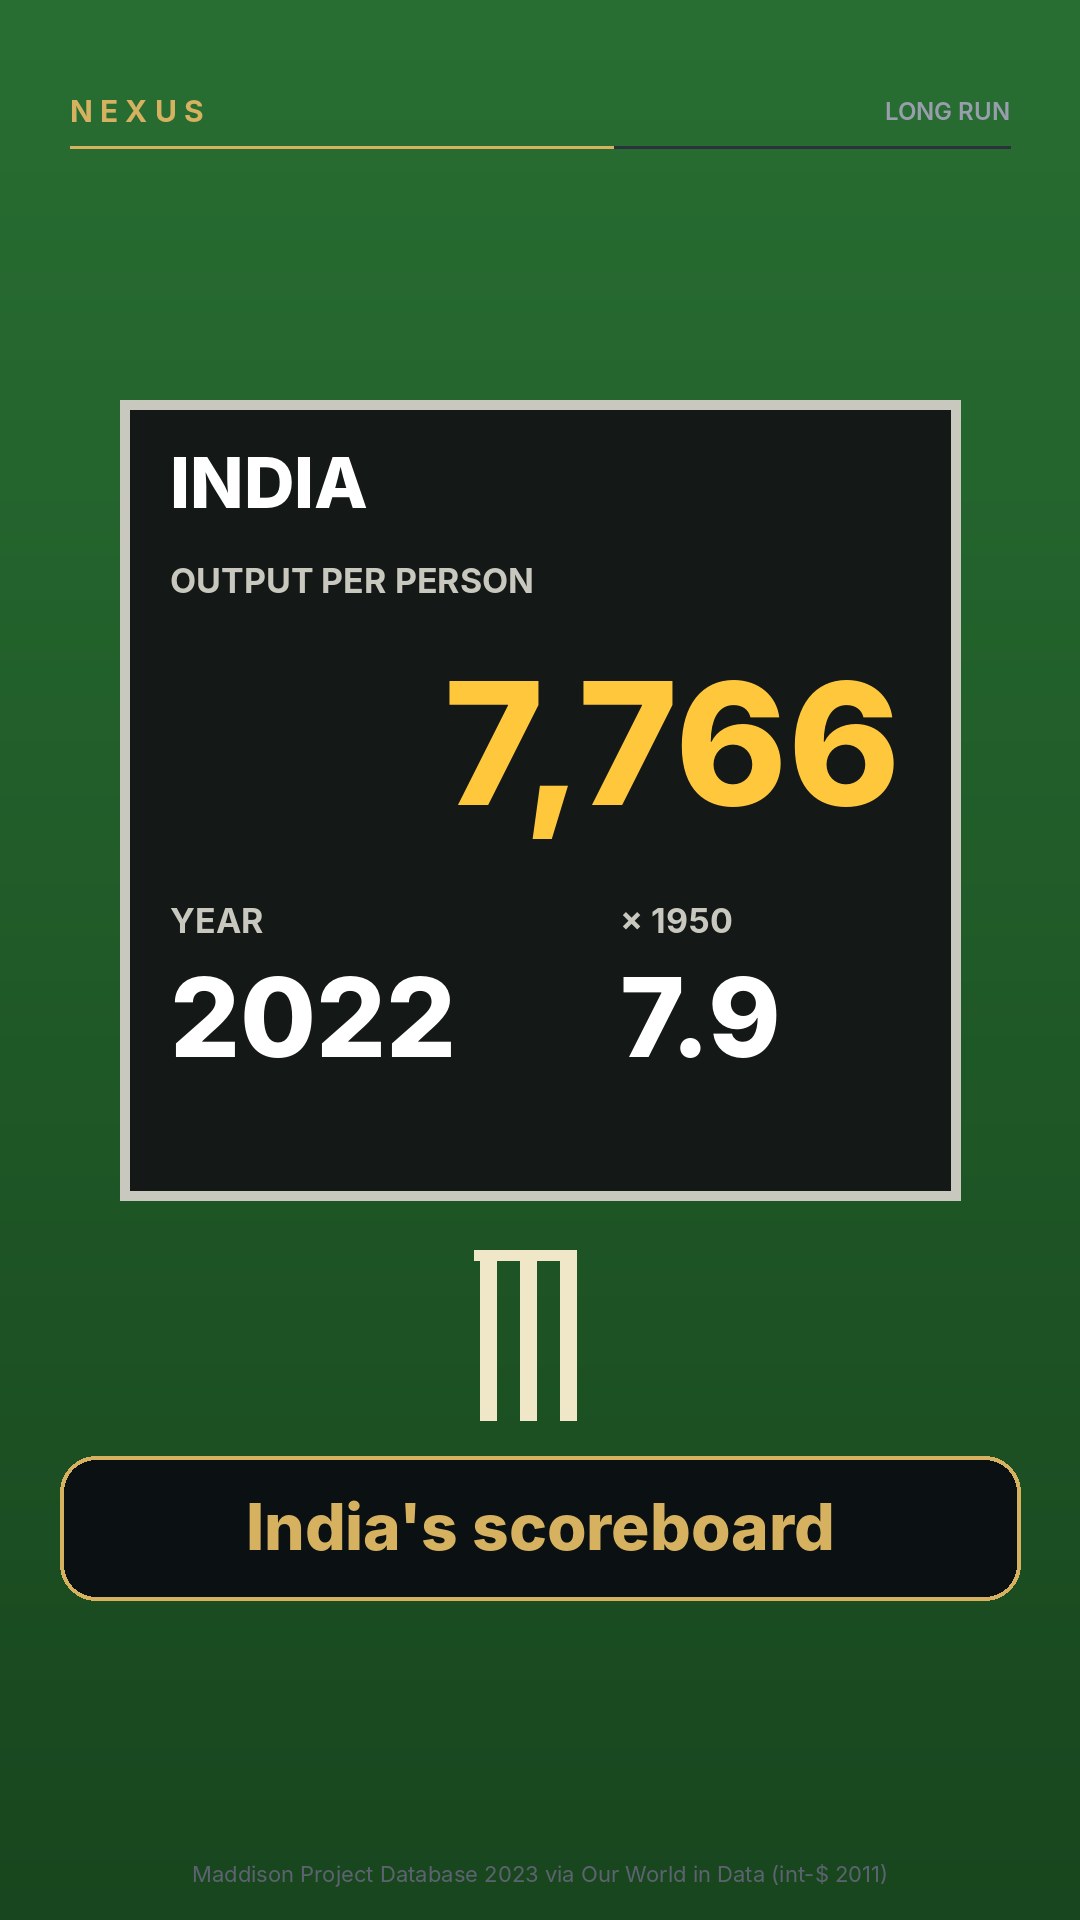 NEXUS
LONG RUN
INDIA
OUTPUT PER PERSON
7,766
YEAR
× 1950
2022
7.9
India's scoreboard
Maddison Project Database 2023 via Our World in Data (int-$ 2011)